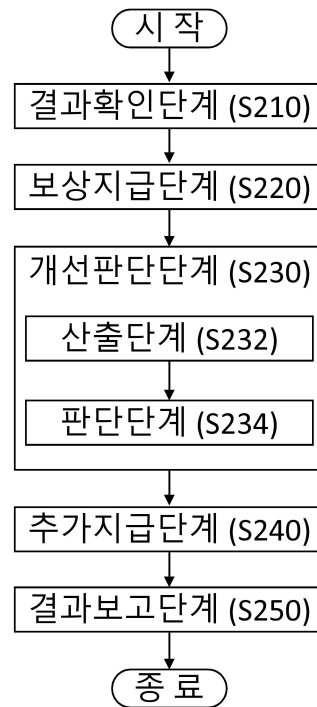 시 작
결과확인단계 (S210)
보상지급단계 (S220)
개선판단단계 (S230)
산출단계 (S232)
판단단계 (S234)
추가지급단계 (S240)
결과보고단계 (S250)
종 료